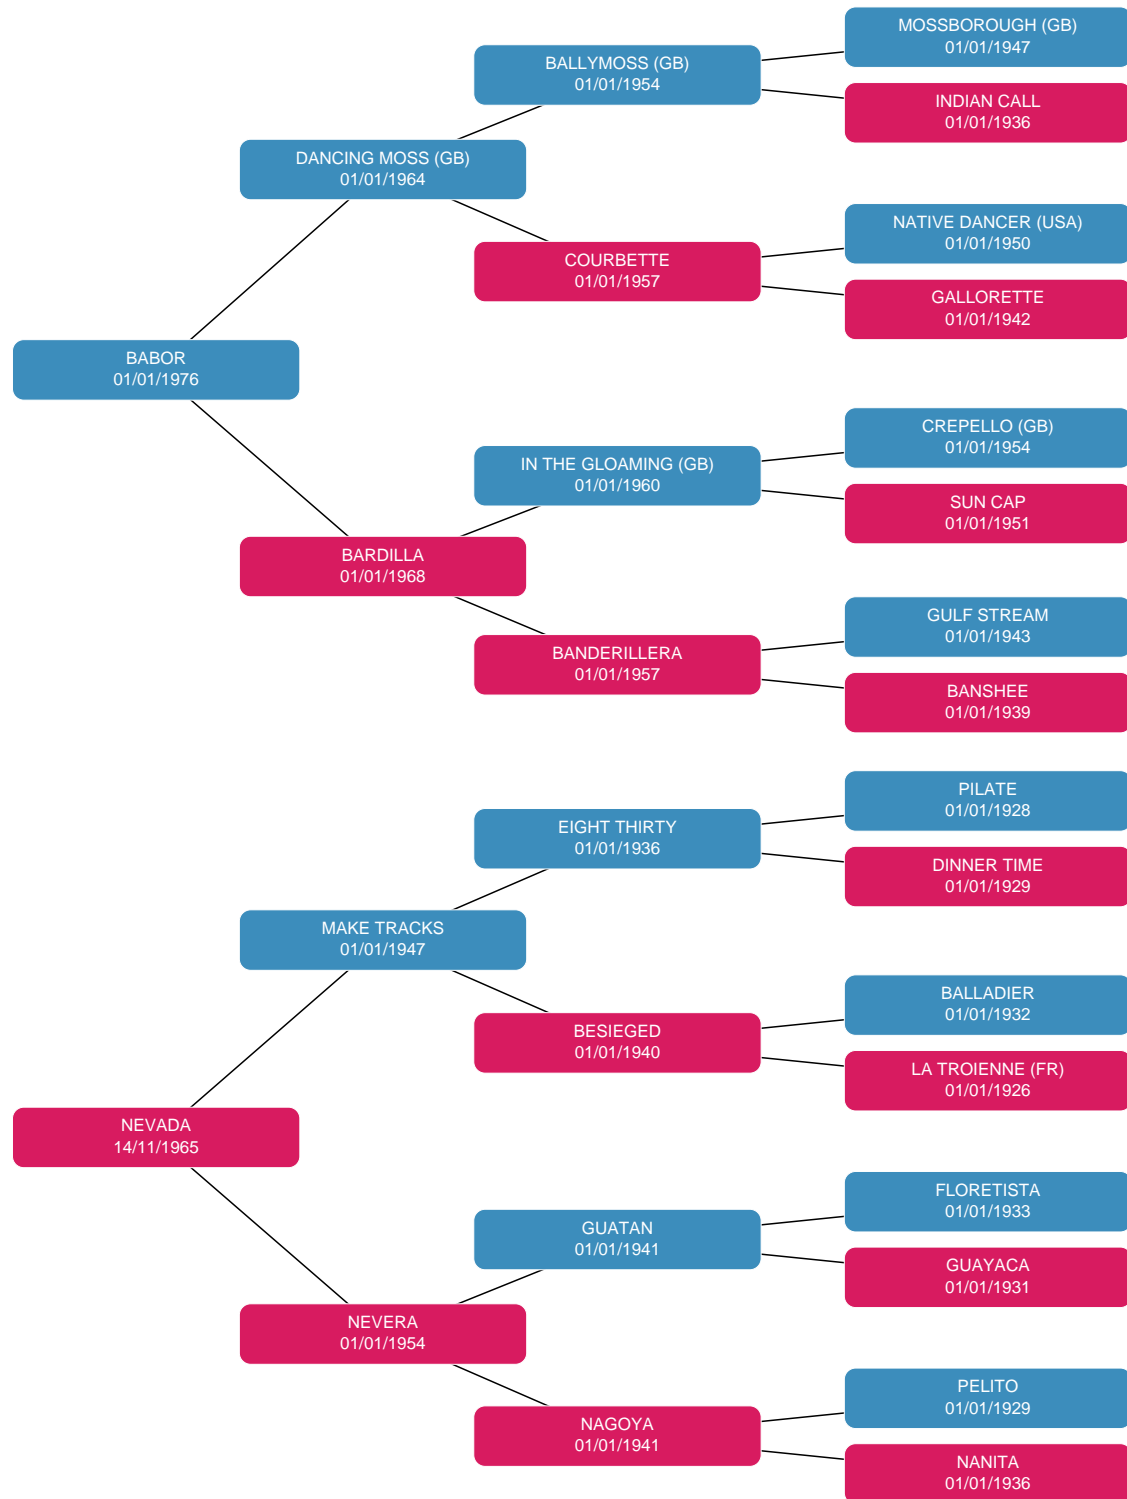 MOSSBOROUGH (GB)
01/01/1947
BALLYMOSS (GB)
01/01/1954
INDIAN CALL
01/01/1936
DANCING MOSS (GB)
01/01/1964
NATIVE DANCER (USA)
01/01/1950
COURBETTE
01/01/1957
GALLORETTE
01/01/1942
BABOR
01/01/1976
CREPELLO (GB)
01/01/1954
IN THE GLOAMING (GB)
01/01/1960
SUN CAP
01/01/1951
BARDILLA
01/01/1968
GULF STREAM
01/01/1943
BANDERILLERA
01/01/1957
BANSHEE
01/01/1939
PILATE
01/01/1928
EIGHT THIRTY
01/01/1936
DINNER TIME
01/01/1929
MAKE TRACKS
01/01/1947
BALLADIER
01/01/1932
BESIEGED
01/01/1940
LA TROIENNE (FR)
01/01/1926
NEVADA
14/11/1965
FLORETISTA
01/01/1933
GUATAN
01/01/1941
GUAYACA
01/01/1931
NEVERA
01/01/1954
PELITO
01/01/1929
NAGOYA
01/01/1941
NANITA
01/01/1936